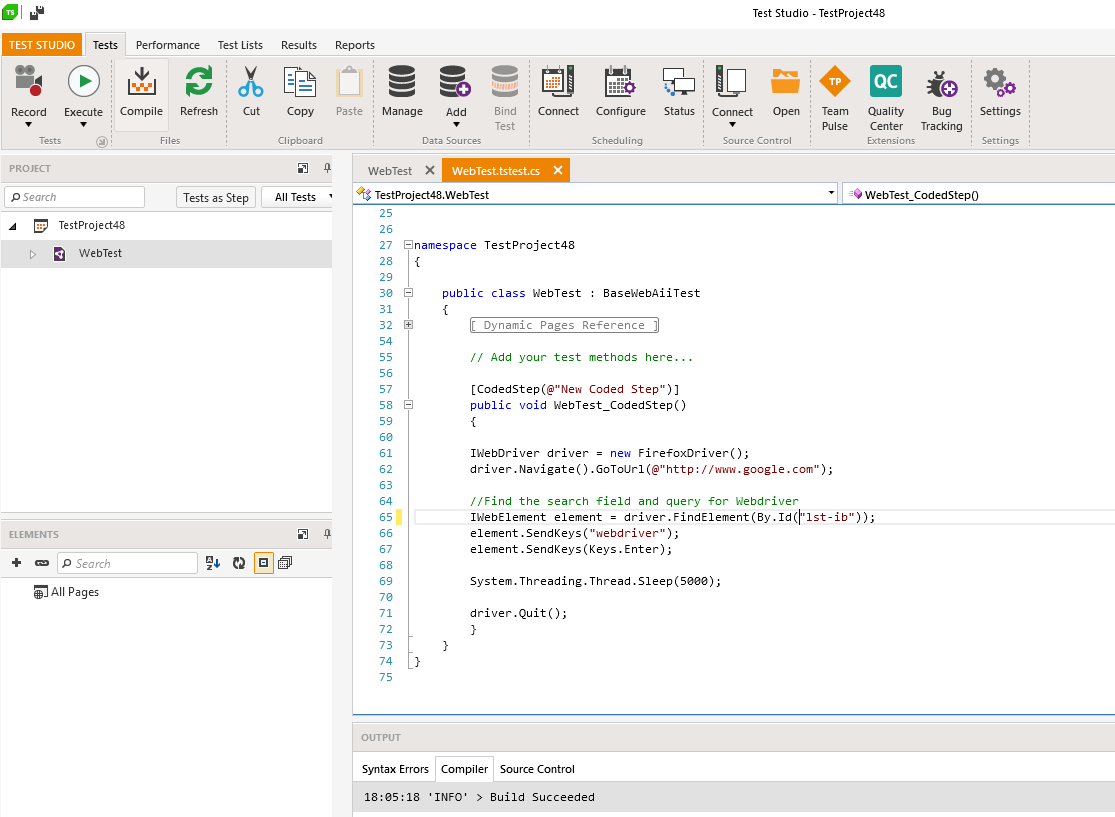 TS
Test Studio - TestProject48
TEST STUDIO Tests Performance Test Lists Results Reports
Record Execute Compile Refresh Cut Copy Paste Manage Add Bind Test Connect Configure Status Connect Open TP Team Pulse QC Quality Center Bug Tracking Settings
Tests Files Clipboard Data Sources Scheduling Source Control Extensions Settings
PROJECT
Search Tests as Step All Tests
TestProject48
WebTest
ELEMENTS
Search
All Pages
WebTest WebTest.tstest.cs
TestProject48.WebTest WebTest_CodedStep()
25
26
27 namespace TestProject48
28 {
29
30 public class WebTest : BaseWebAiiTest
31 {
32 [ Dynamic Pages Reference ]
54
55 // Add your test methods here...
56
57 [CodedStep(@"New Coded Step")]
58 public void WebTest_CodedStep()
59 {
60
61 IWebDriver driver = new FirefoxDriver();
62 driver.Navigate().GoToUrl(@"http://www.google.com");
63
64 //Find the search field and query for Webdriver
65 IWebElement element = driver.FindElement(By.Id("lst-ib"));
66 element.SendKeys("webdriver");
67 element.SendKeys(Keys.Enter);
68
69 System.Threading.Thread.Sleep(5000);
70
71 driver.Quit();
72 }
73 }
74 }
75
OUTPUT
Syntax Errors Compiler Source Control
18:05:18 'INFO' > Build Succeeded